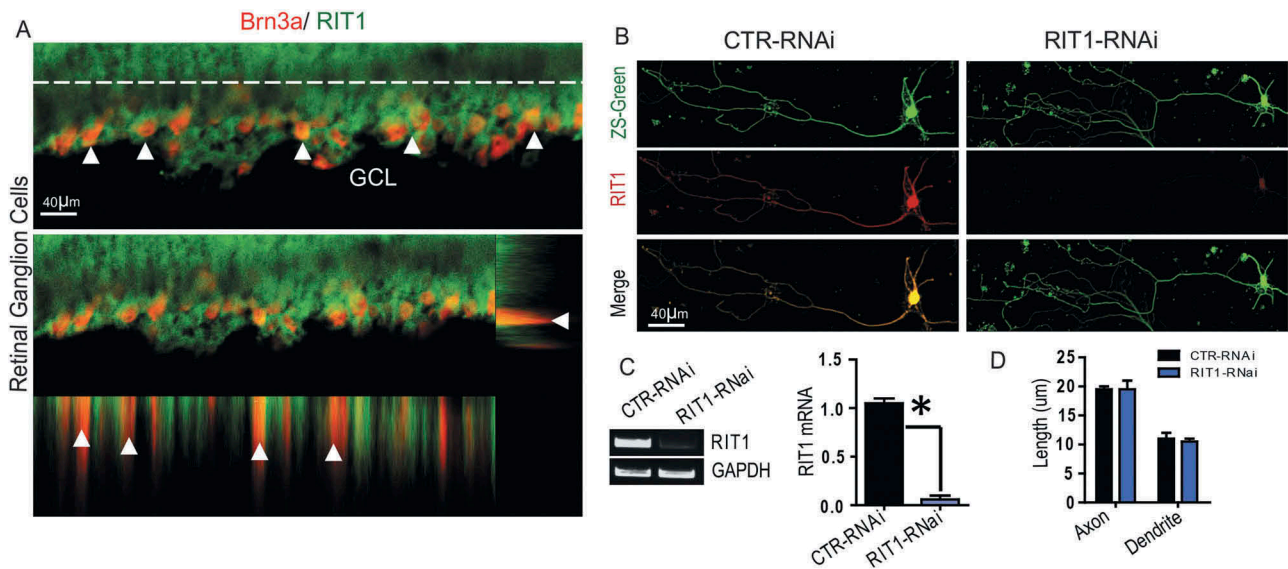 A
Brn3a/ RIT1
Retinal Ganglion Cells
GCL
40µm
B
CTR-RNAi
RIT1-RNAi
ZS-Green
RIT1
Merge
40µm
C
CTR-RNAi
RIT1-RNai
RIT1
GAPDH
RIT1 mRNA
1.5
1.0
0.5
0.0
*
CTR-RNAi
RIT1-RNai
D
Length (um)
25
20
15
10
5
0
CTR-RNAi
RIT1-RNai
Axon
Dendrite